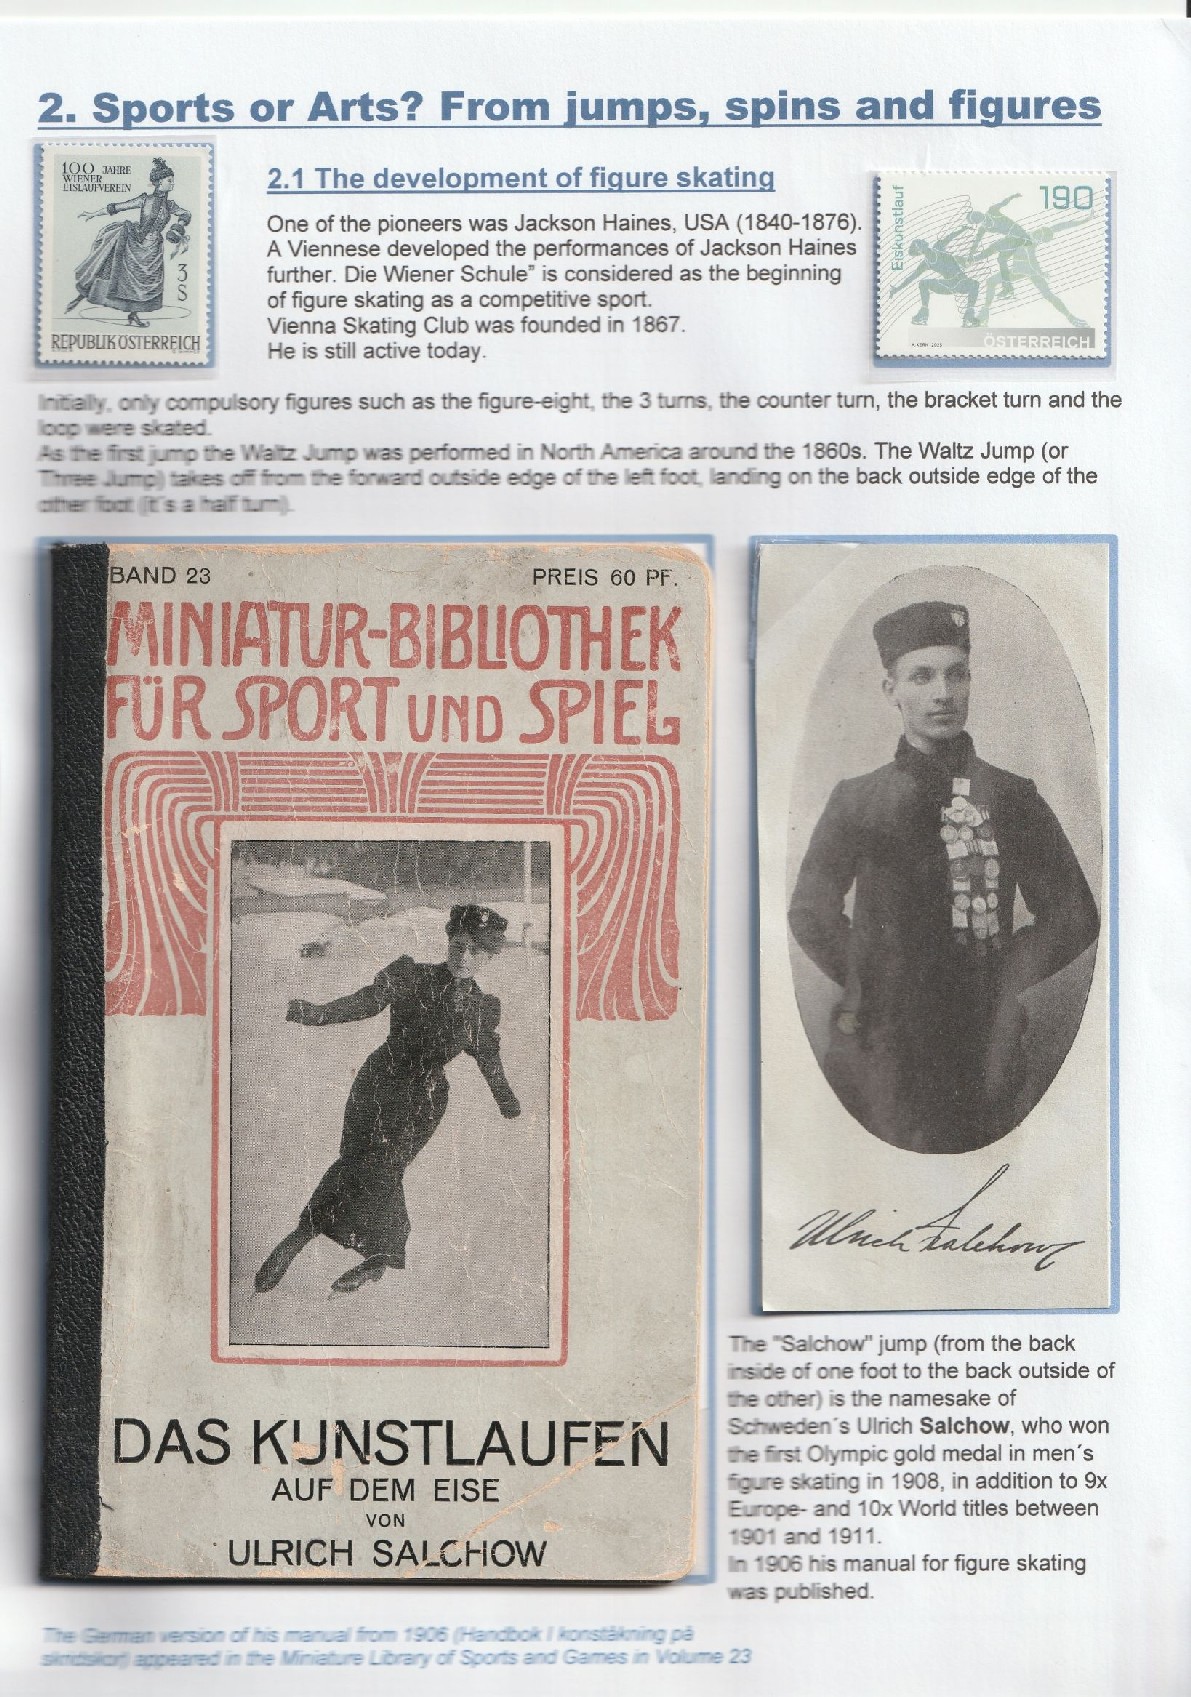 2. Sports or Arts? From jumps, spins and figures
100 JAHRE
WIENER
EISLAUFVEREIN
3
S
REPUBLIK ÖSTERREICH
2.1 The development of figure skating
One of the pioneers was Jackson Haines, USA (1840-1876).
A Viennese developed the performances of Jackson Haines
further. Die Wiener Schule” is considered as the beginning
of figure skating as a competitive sport.
Vienna Skating Club was founded in 1867.
He is still active today.
Eiskunstlauf
190
ÖSTERREICH
Initially, only compulsory figures such as the figure-eight, the 3 turns, the counter turn, the bracket turn and the
loop were skated.
As the first jump the Waltz Jump was performed in North America around the 1860s. The Waltz Jump (or
Three Jump) takes off from the forward outside edge of the left foot, landing on the back outside edge of the
other foot (it´s a half turn).
BAND 23
PREIS 60 PF.
MINIATUR-BIBLIOTHEK
FÜR SPORT UND SPIEL
DAS KUNSTLAUFEN
AUF DEM EISE
VON
ULRICH SALCHOW
Ulrich Salchow
The "Salchow" jump (from the back
inside of one foot to the back outside of
the other) is the namesake of
Schweden´s Ulrich Salchow, who won
the first Olympic gold medal in men´s
figure skating in 1908, in addition to 9x
Europe- and 10x World titles between
1901 and 1911.
In 1906 his manual for figure skating
was published.
The German version of his manual from 1906 (Handbok I konståkning på
skridskor) appeared in the Miniature Library of Sports and Games in Volume 23